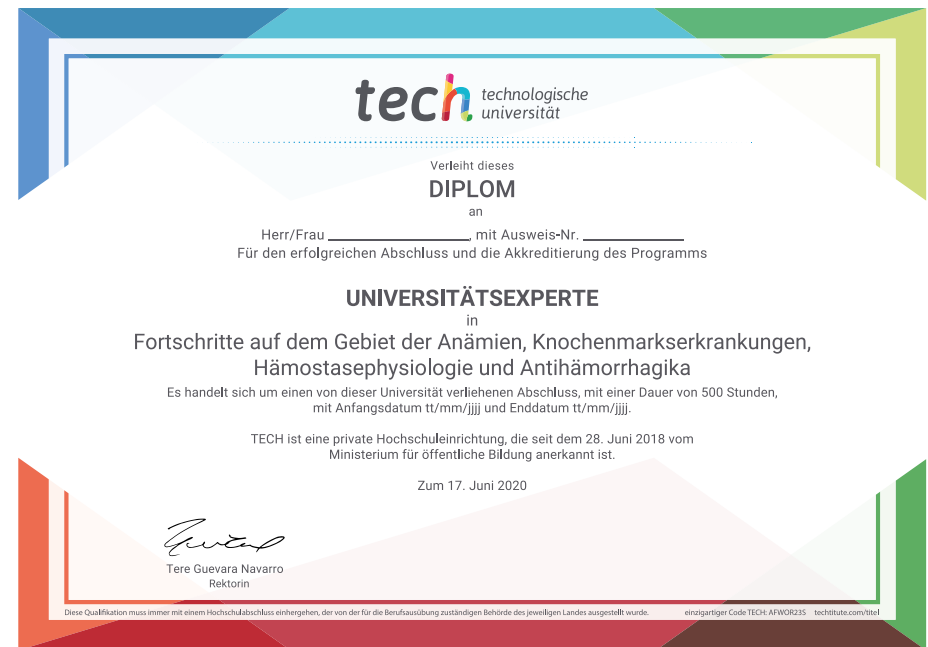 tech technologische
universität
Verleiht dieses
DIPLOM
an
Herr/Frau ____________________, mit Ausweis-Nr. ______________
Für den erfolgreichen Abschluss und die Akkreditierung des Programms
UNIVERSITÄTSEXPERTE
in
Fortschritte auf dem Gebiet der Anämien, Knochenmarkserkrankungen,
Hämostasephysiologie und Antihämorrhagika
Es handelt sich um einen von dieser Universität verliehenen Abschluss, mit einer Dauer von 500 Stunden,
mit Anfangsdatum tt/mm/jjjj und Enddatum tt/mm/jjjj.
TECH ist eine private Hochschuleinrichtung, die seit dem 28. Juni 2018 vom
Ministerium für öffentliche Bildung anerkannt ist.
Zum 17. Juni 2020
Tere Guevara Navarro
Rektorin
Diese Qualifikation muss immer mit einem Hochschulabschluss einhergehen, der von der für die Berufsausübung zuständigen Behörde des jeweiligen Landes ausgestellt wurde. einzigartiger Code TECH: AFWOR23S techtitute.com/titel